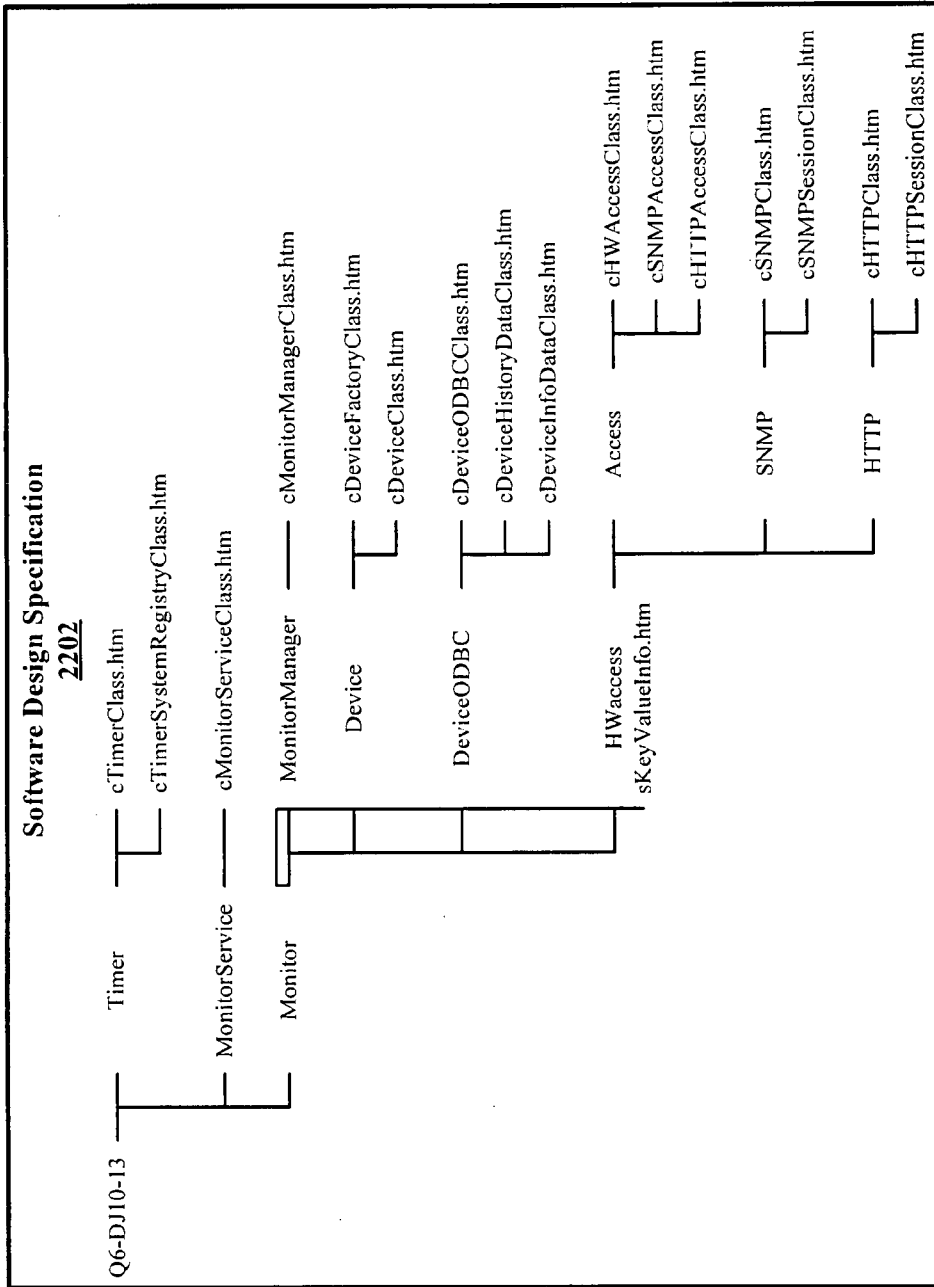 Software Design Specification
2202
Q6-DJ10-13
Timer
cTimerClass.htm
cTimerSystemRegistryClass.htm
MonitorService
cMonitorServiceClass.htm
Monitor
MonitorManager
cMonitorManagerClass.htm
Device
cDeviceFactoryClass.htm
cDeviceClass.htm
DeviceODBC
cDeviceODBCClass.htm
cDeviceHistoryDataClass.htm
cDeviceInfoDataClass.htm
HWaccess
sKeyValueInfo.htm
Access
cHWAccessClass.htm
cSNMPAccessClass.htm
cHTTPAccessClass.htm
SNMP
cSNMPClass.htm
cSNMPSessionClass.htm
HTTP
cHTTPClass.htm
cHTTPSessionClass.htm